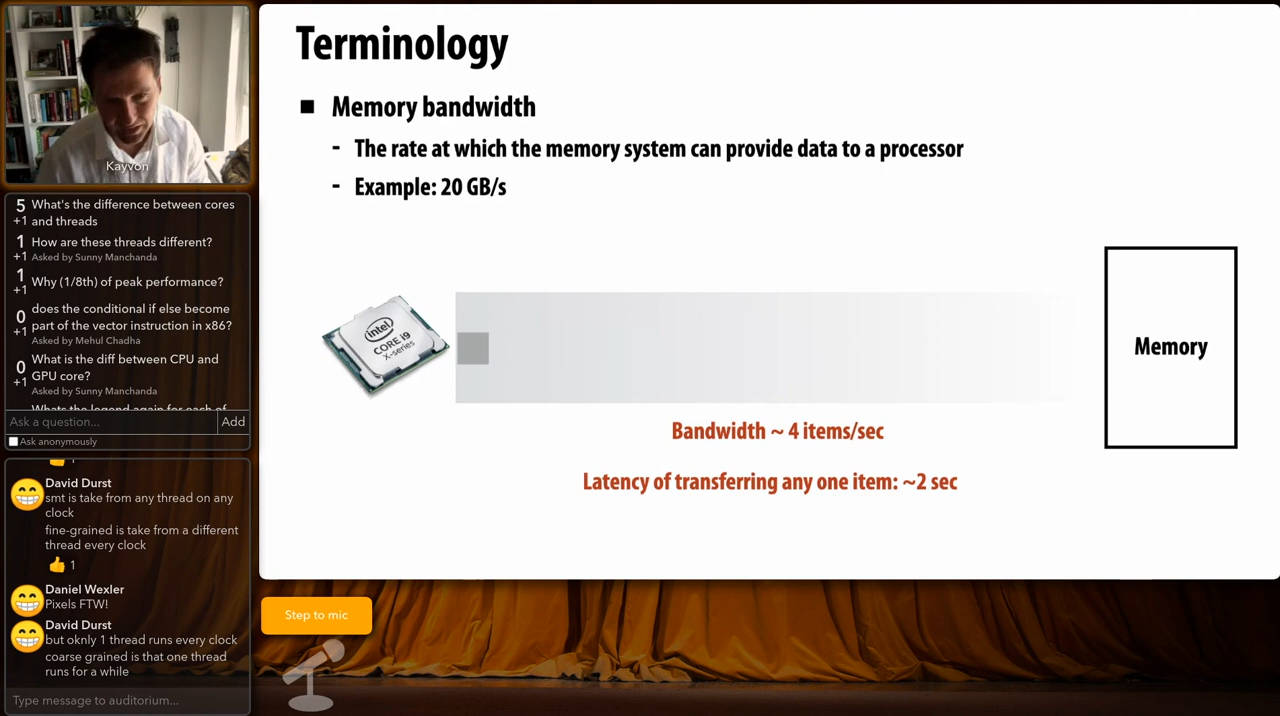 Kayvon
5 What's the difference between cores
+1 and threads
1 How are these threads different?
+1 Asked by Sunny Manchanda
1 Why (1/8th) of peak performance?
+1
0 does the conditional if else become
+1 part of the vector instruction in x86?
Asked by Mehul Chadha
0 What is the diff between CPU and
+1 GPU core?
Asked by Sunny Manchanda
Whats the legend again for each of
Ask a question... Add
Ask anonymously
1
David Durst
smt is take from any thread on any
clock
fine-grained is take from a different
thread every clock
1
Daniel Wexler
Pixels FTW!
David Durst
but oknly 1 thread runs every clock
coarse grained is that one thread
runs for a while
Type message to auditorium...
Terminology
Memory bandwidth
- The rate at which the memory system can provide data to a processor
- Example: 20 GB/s
intel
CORE i9
X-series
Memory
Bandwidth ~ 4 items/sec
Latency of transferring any one item: ~2 sec
Step to mic